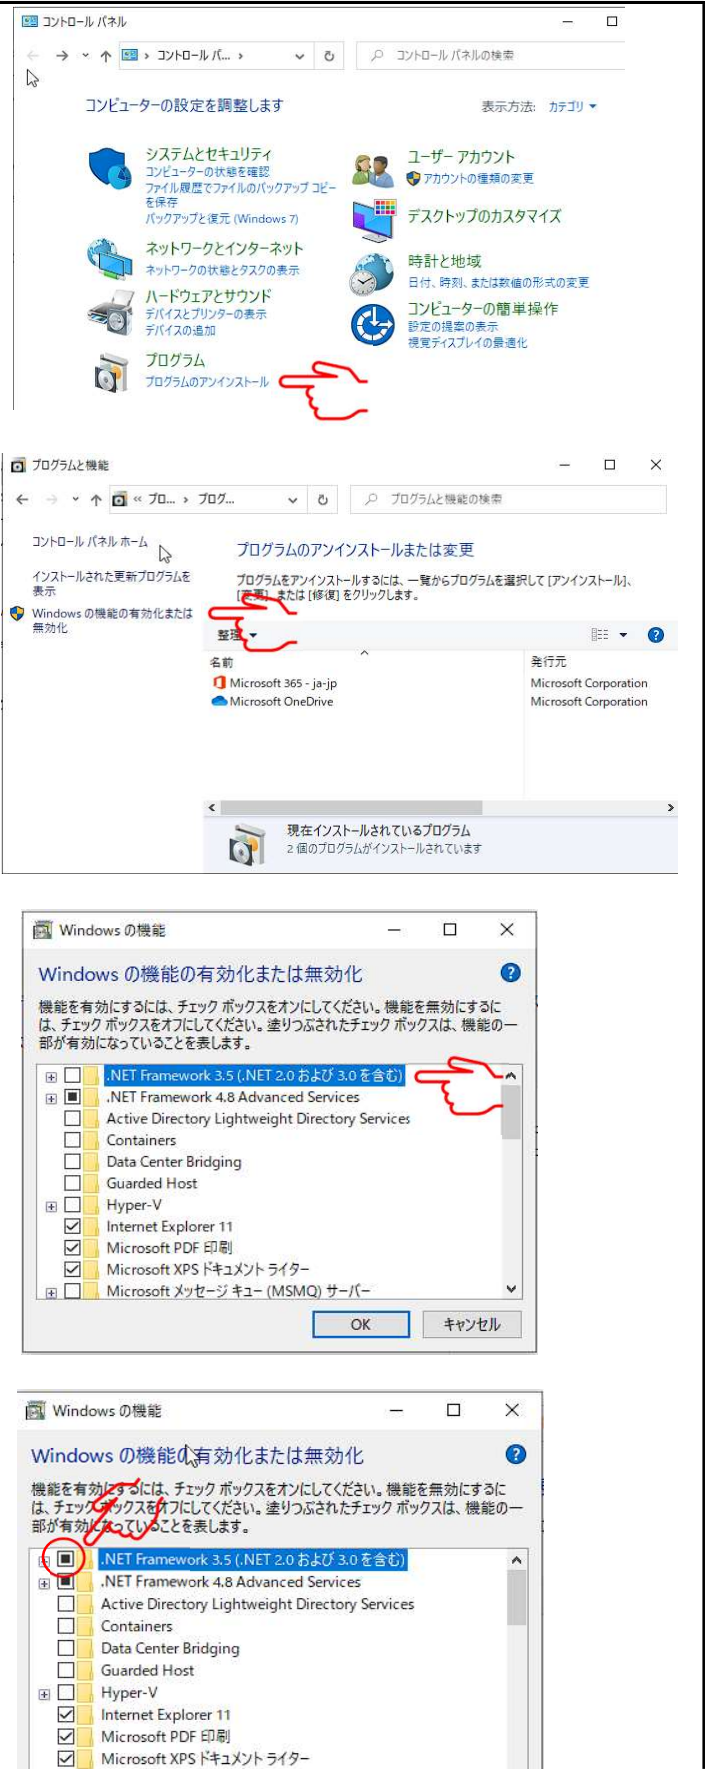 コントロール パネル
コントロール パ... ›
コントロール パネルの検索
コンピューターの設定を調整します
表示方法: カテゴリ
システムとセキュリティ
コンピューターの状態を確認
ファイル履歴でファイルのバックアップ コピー
を保存
バックアップと復元 (Windows 7)
ネットワークとインターネット
ネットワークの状態とタスクの表示
ハードウェアとサウンド
デバイスとプリンターの表示
デバイスの追加
プログラム
プログラムのアンインストール
ユーザー アカウント
アカウントの種類の変更
デスクトップのカスタマイズ
時計と地域
日付、時刻、または数値の形式の変更
コンピューターの簡単操作
設定の提案の表示
視覚ディスプレイの最適化
プログラムと機能
« プロ... › プログ...
プログラムと機能の検索
コントロール パネル ホーム
インストールされた更新プログラムを
表示
Windows の機能の有効化または
無効化
プログラムのアンインストールまたは変更
プログラムをアンインストールするには、一覧からプログラムを選択して [アンインストール]、
[変更]、または [修復] をクリックします。
整理
名前
発行元
Microsoft 365 - ja-jp
Microsoft Corporation
Microsoft OneDrive
Microsoft Corporation
現在インストールされているプログラム
2 個のプログラムがインストールされています
Windows の機能
Windows の機能の有効化または無効化
機能を有効にするには、チェック ボックスをオンにしてください。機能を無効にするに
は、チェック ボックスをオフにしてください。塗りつぶされたチェック ボックスは、機能の一
部が有効になっていることを表します。
.NET Framework 3.5 (.NET 2.0 および 3.0 を含む)
.NET Framework 4.8 Advanced Services
Active Directory Lightweight Directory Services
Containers
Data Center Bridging
Guarded Host
Hyper-V
Internet Explorer 11
Microsoft PDF 印刷
Microsoft XPS ドキュメント ライター
Microsoft メッセージ キュー (MSMQ) サーバー
OK
キャンセル
Windows の機能
Windows の機能の有効化または無効化
機能を有効にするには、チェック ボックスをオンにしてください。機能を無効にするに
は、チェック ボックスをオフにしてください。塗りつぶされたチェック ボックスは、機能の一
部が有効になっていることを表します。
.NET Framework 3.5 (.NET 2.0 および 3.0 を含む)
.NET Framework 4.8 Advanced Services
Active Directory Lightweight Directory Services
Containers
Data Center Bridging
Guarded Host
Hyper-V
Internet Explorer 11
Microsoft PDF 印刷
Microsoft XPS ドキュメント ライター